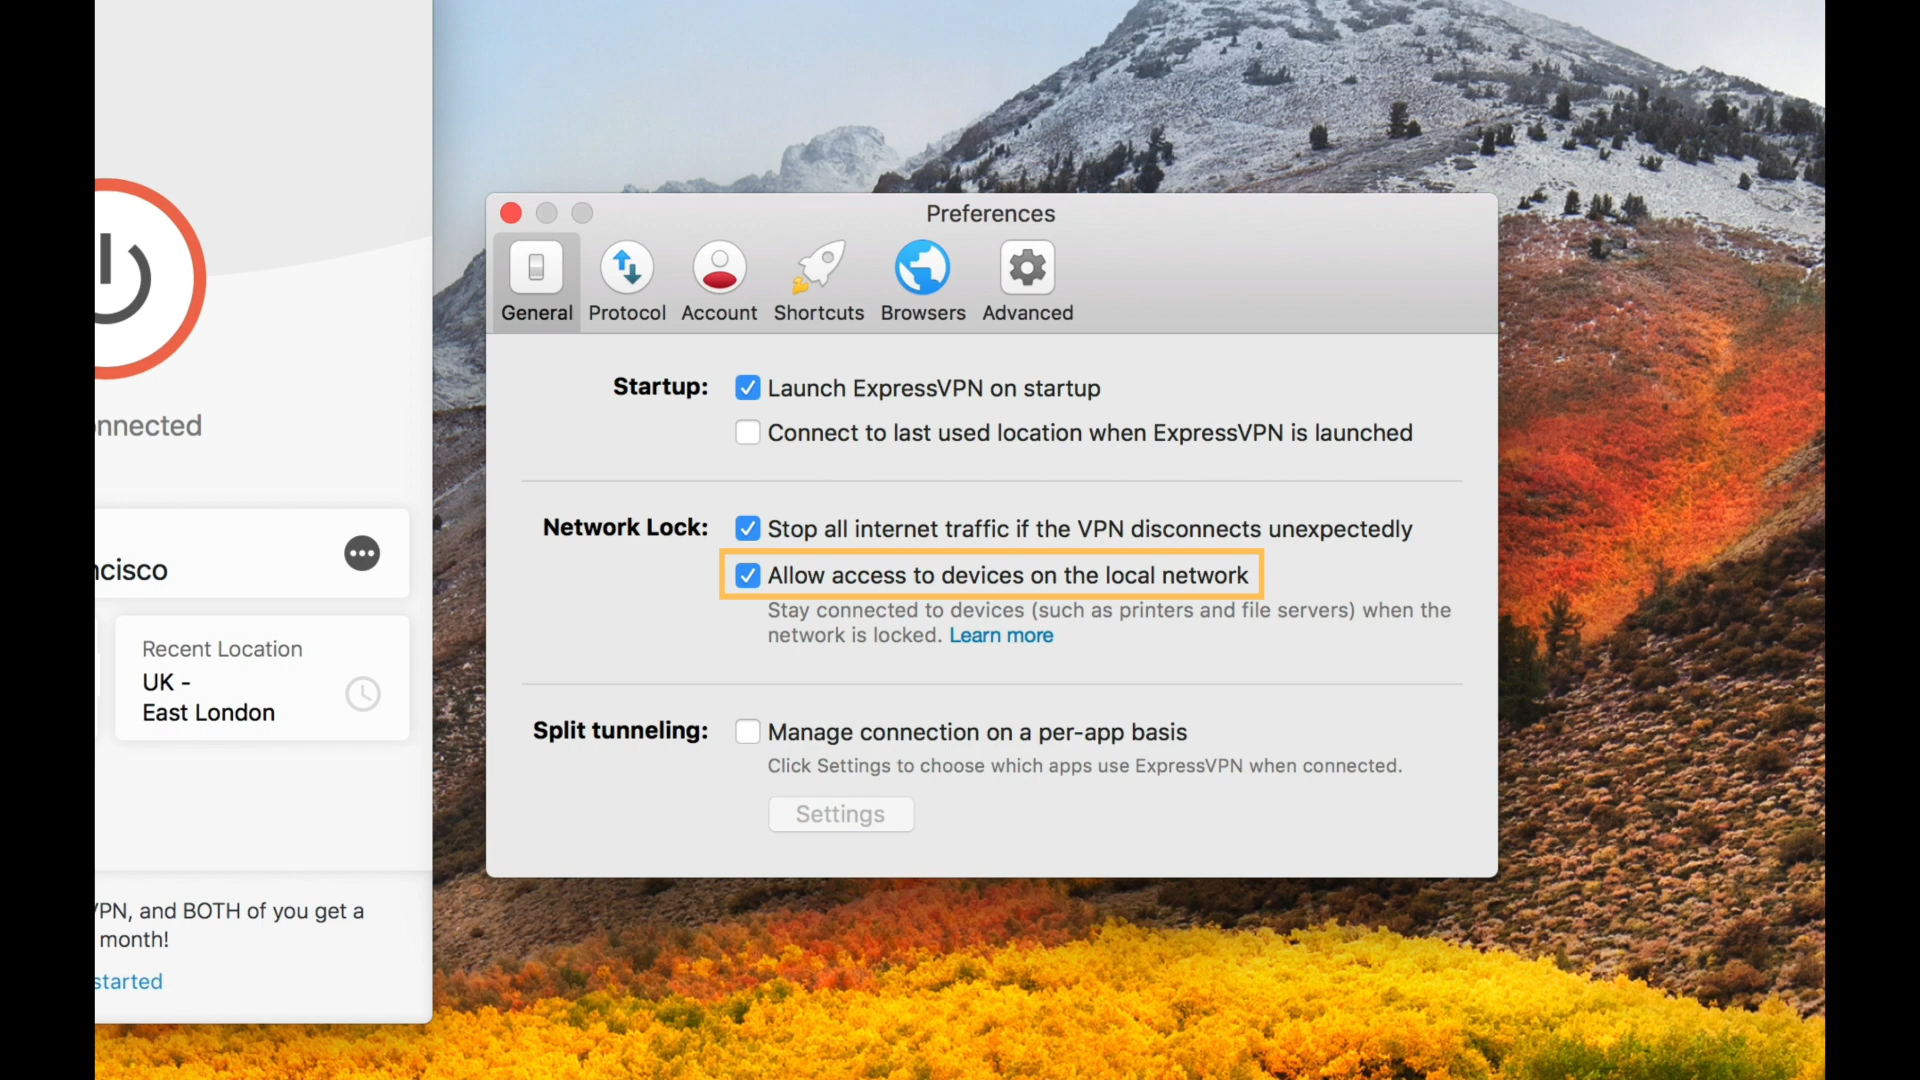 Preferences
General
Protocol
Account
Shortcuts
Browsers
Advanced
Startup:
Launch ExpressVPN on startup
Connect to last used location when ExpressVPN is launched
Network Lock:
Stop all internet traffic if the VPN disconnects unexpectedly
Allow access to devices on the local network
Stay connected to devices (such as printers and file servers) when the
network is locked. Learn more
Split tunneling:
Manage connection on a per-app basis
Click Settings to choose which apps use ExpressVPN when connected.
Settings
nnected
ncisco
Recent Location
UK -
East London
VPN, and BOTH of you get a
month!
started